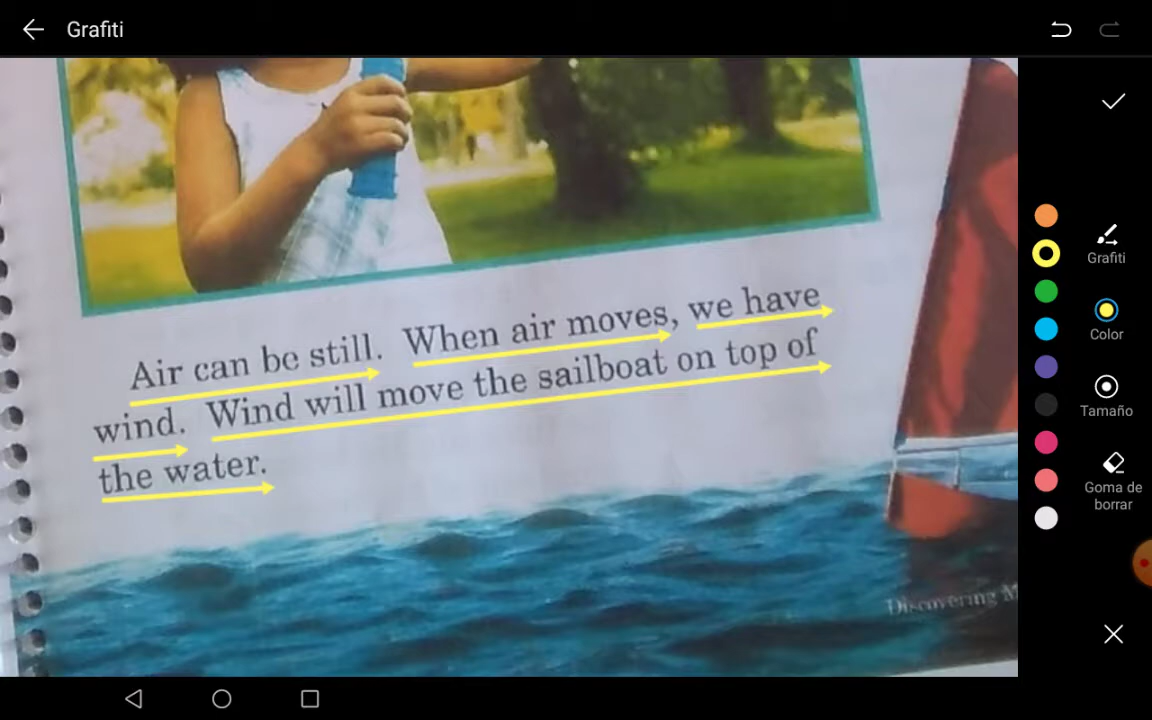 Grafiti
Air can be still. When air moves, we have
wind. Wind will move the sailboat on top of
the water.
Discovering
Grafiti
Color
Tamaño
Goma de
borrar